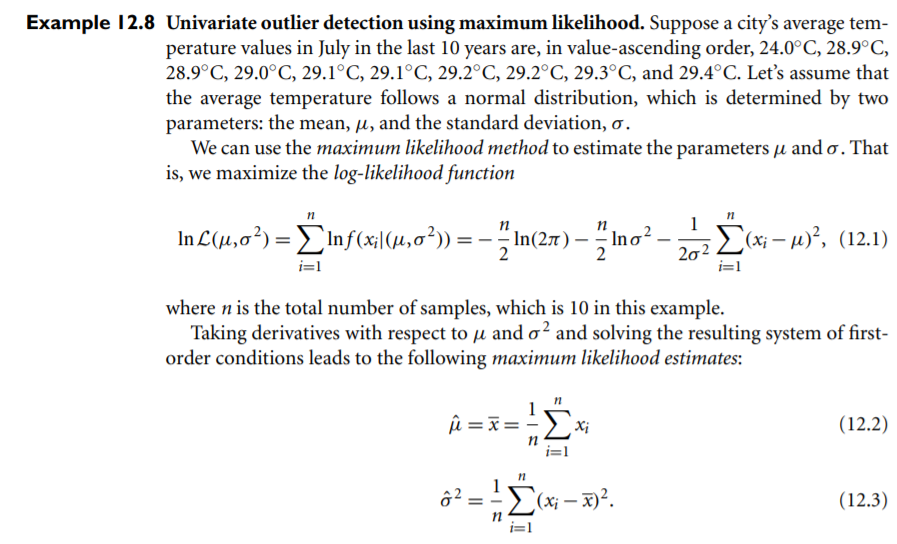 Example 12.8 Univariate outlier detection using maximum likelihood. Suppose a city's average tem-
perature values in July in the last 10 years are, in value-ascending order, 24.0°C, 28.9°C,
28.9°C, 29.0°C, 29.1°C, 29.1°C, 29.2°C, 29.2°C, 29.3°C, and 29.4°C. Let's assume that
the average temperature follows a normal distribution, which is determined by two
parameters: the mean, μ, and the standard deviation, σ.
We can use the maximum likelihood method to estimate the parameters μ and σ. That
is, we maximize the log-likelihood function
ln ℒ(μ,σ²) = ∑_{i=1}^{n} ln f(xᵢ|(μ,σ²)) = − n/2 ln(2π) − n/2 ln σ² − 1/(2σ²) ∑_{i=1}^{n} (xᵢ − μ)², (12.1)
where n is the total number of samples, which is 10 in this example.
Taking derivatives with respect to μ and σ² and solving the resulting system of first-
order conditions leads to the following maximum likelihood estimates:
μ̂ = x̄ = 1/n ∑_{i=1}^{n} xᵢ (12.2)
σ̂² = 1/n ∑_{i=1}^{n} (xᵢ − x̄)². (12.3)